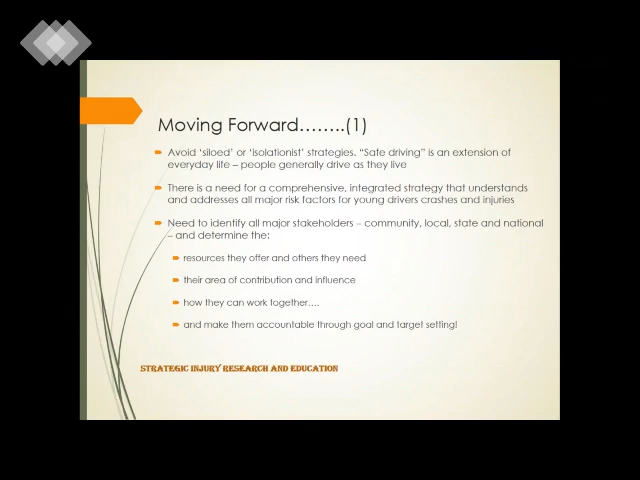 Moving Forward……..(1)
Avoid ‘siloed’ or ‘isolationist’ strategies. “Safe driving” is an extension of
everyday life – people generally drive as they live
There is a need for a comprehensive, integrated strategy that understands
and addresses all major risk factors for young drivers crashes and injuries
Need to identify all major stakeholders – community, local, state and national
– and determine the:
resources they offer and others they need
their area of contribution and influence
how they can work together….
and make them accountable through goal and target setting!
STRATEGIC INJURY RESEARCH AND EDUCATION